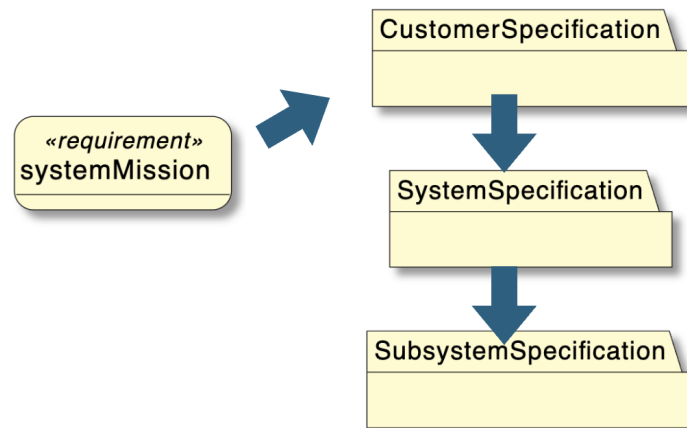 CustomerSpecification
«requirement»
systemMission
SystemSpecification
SubsystemSpecification